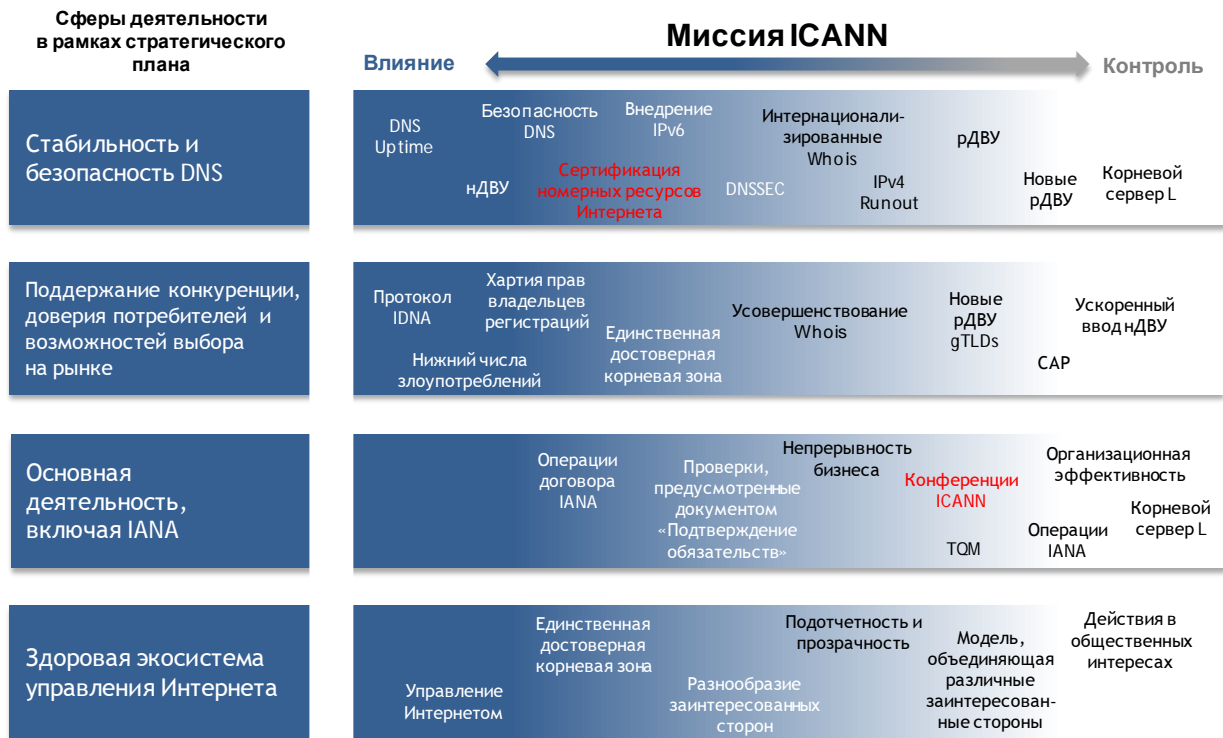 Сферы деятельности
в рамках стратегического
плана
Миссия ICANN
Влияние
Контроль
Стабильность и
безопасность DNS
DNS
Uptime
Безопасность
DNS
Внедрение
IPv6
Интернационали-
зированные
Whois
рДВУ
нДВУ
Сертификация
номерных ресурсов
Интернета
DNSSEC
IPv4
Runout
Новые
рДВУ
Корневой
сервер L
Поддержание конкуренции,
доверия потребителей и
возможностей выбора
на рынке
Протокол
IDNA
Хартия прав
владельцев
регистраций
Нижний числа
злоупотреблений
Единственная
достоверная
корневая зона
Усовершенствование
Whois
Новые
рДВУ
gTLDs
Ускоренный
ввод нДВУ
CAP
Основная
деятельность,
включая IANA
Операции
договора
IANA
Проверки,
предусмотренные
документом
«Подтверждение
обязательств»
Непрерывность
бизнеса
Конференции
ICANN
TQM
Организационная
эффективность
Операции
IANA
Корневой
сервер L
Здоровая экосистема
управления Интернета
Управление
Интернетом
Единственная
достоверная
корневая зона
Разнообразие
заинтересованных
сторон
Подотчетность и
прозрачность
Модель,
объединяющая
различные
заинтересован-
ные стороны
Действия в
общественных
интересах